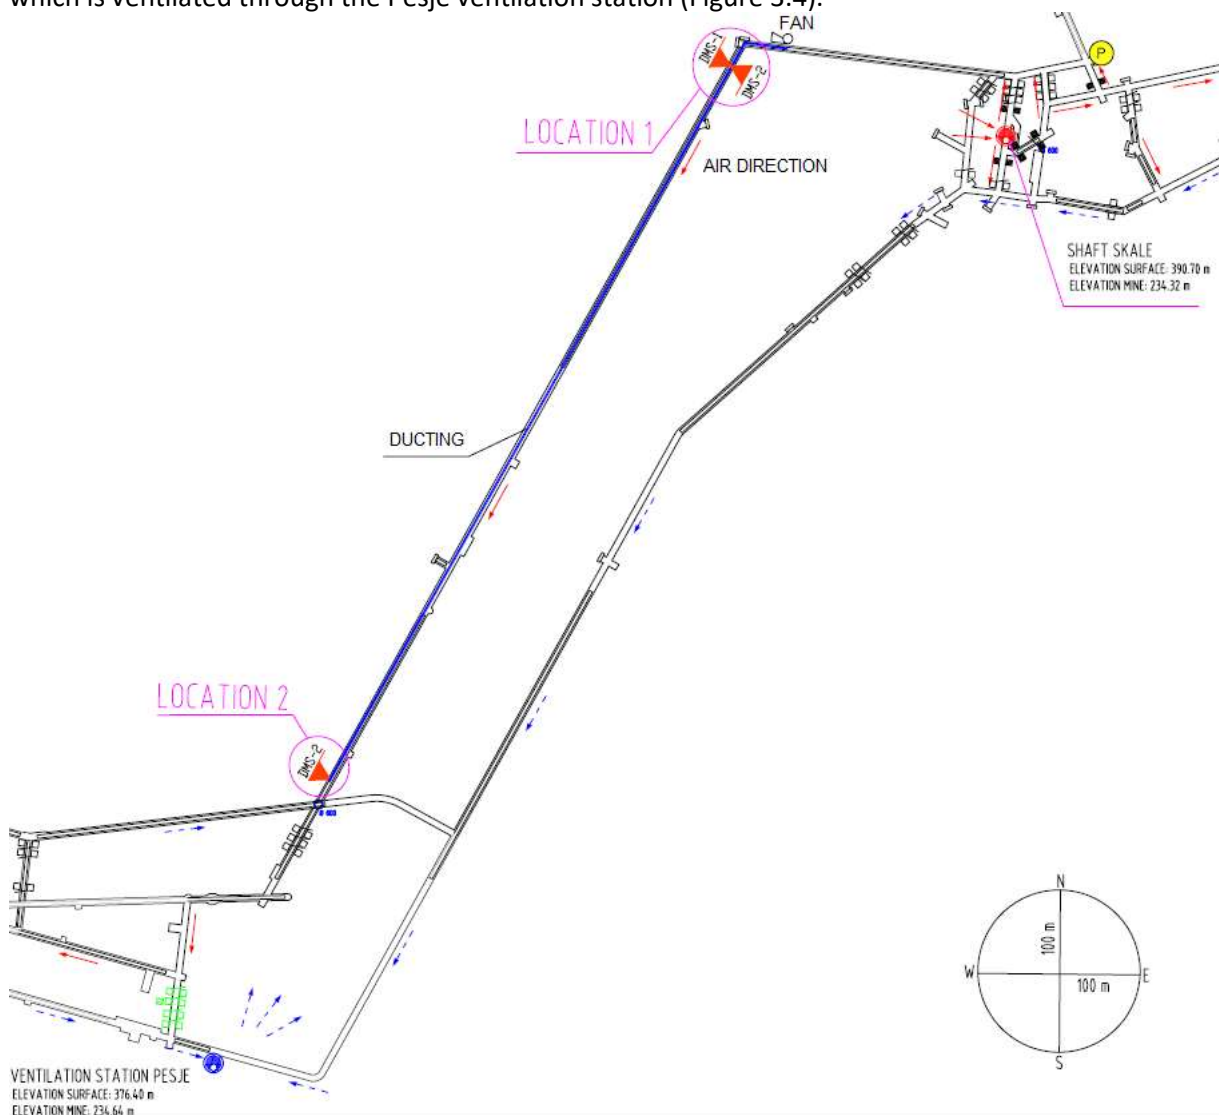 which is ventilated through the Pesje ventilation station (Figure 3.4).
FAN
DMS-1
DMS-2
P
LOCATION 1
AIR DIRECTION
600
SHAFT SKALE
ELEVATION SURFACE: 390.70 m
ELEVATION MINE: 234.32 m
DUCTING
LOCATION 2
DMS-2
N
100 m
W
E
100 m
S
VENTILATION STATION PESJE
ELEVATION SURFACE: 376.40 m
ELEVATION MINE: 234.64 m